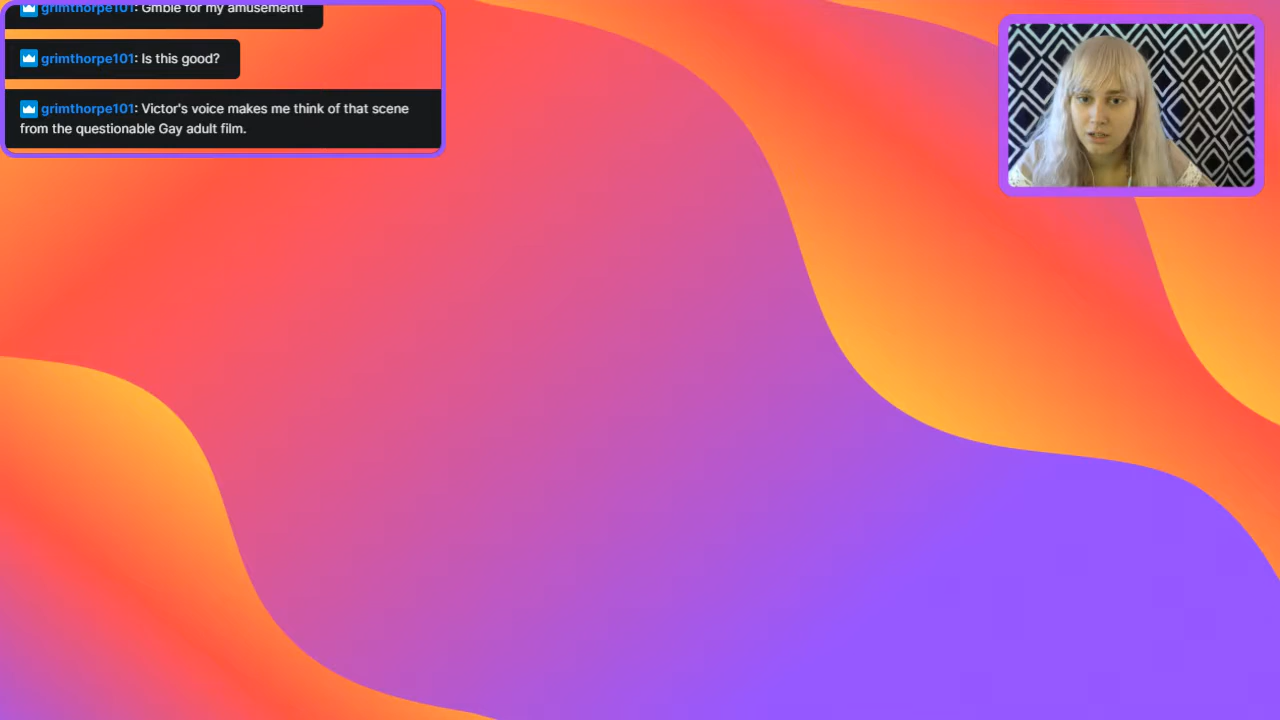 grimthorpe101: Gmble for my amusement!
grimthorpe101: Is this good?
grimthorpe101: Victor's voice makes me think of that scene
from the questionable Gay adult film.